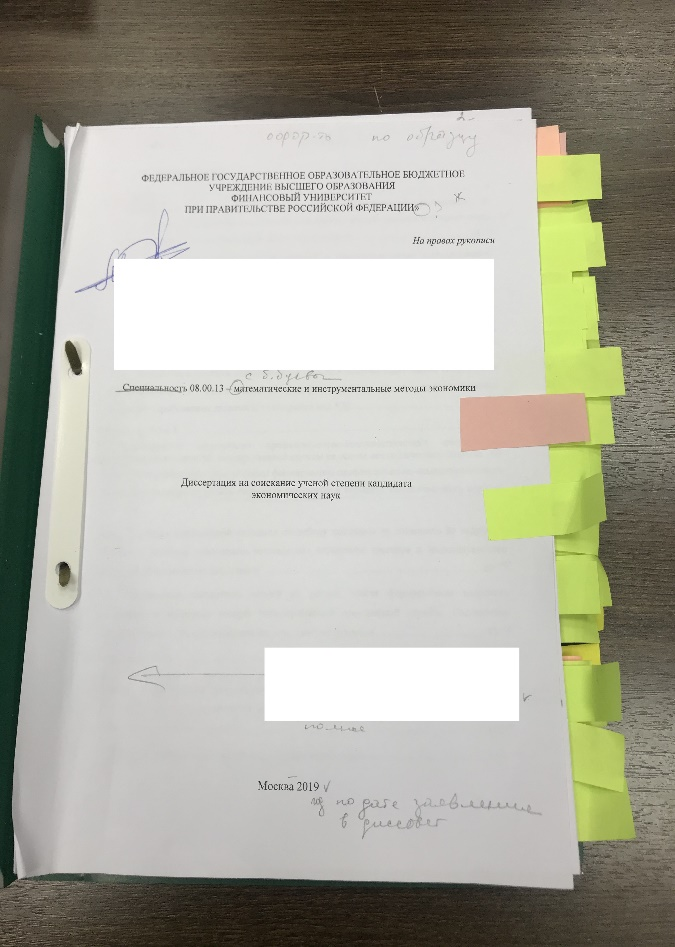 оформ-ть по образцу
ФЕДЕРАЛЬНОЕ ГОСУДАРСТВЕННОЕ ОБРАЗОВАТЕЛЬНОЕ БЮДЖЕТНОЕ
УЧРЕЖДЕНИЕ ВЫСШЕГО ОБРАЗОВАНИЯ
ФИНАНСОВЫЙ УНИВЕРСИТЕТ
ПРИ ПРАВИТЕЛЬСТВЕ РОССИЙСКОЙ ФЕДЕРАЦИИ»
На правах рукописи
с б.буквы
Специальность 08.00.13 – математические и инструментальные методы экономики
Диссертация на соискание ученой степени кандидата
экономических наук
Москва 2019
год по дате заявления
в диссовет